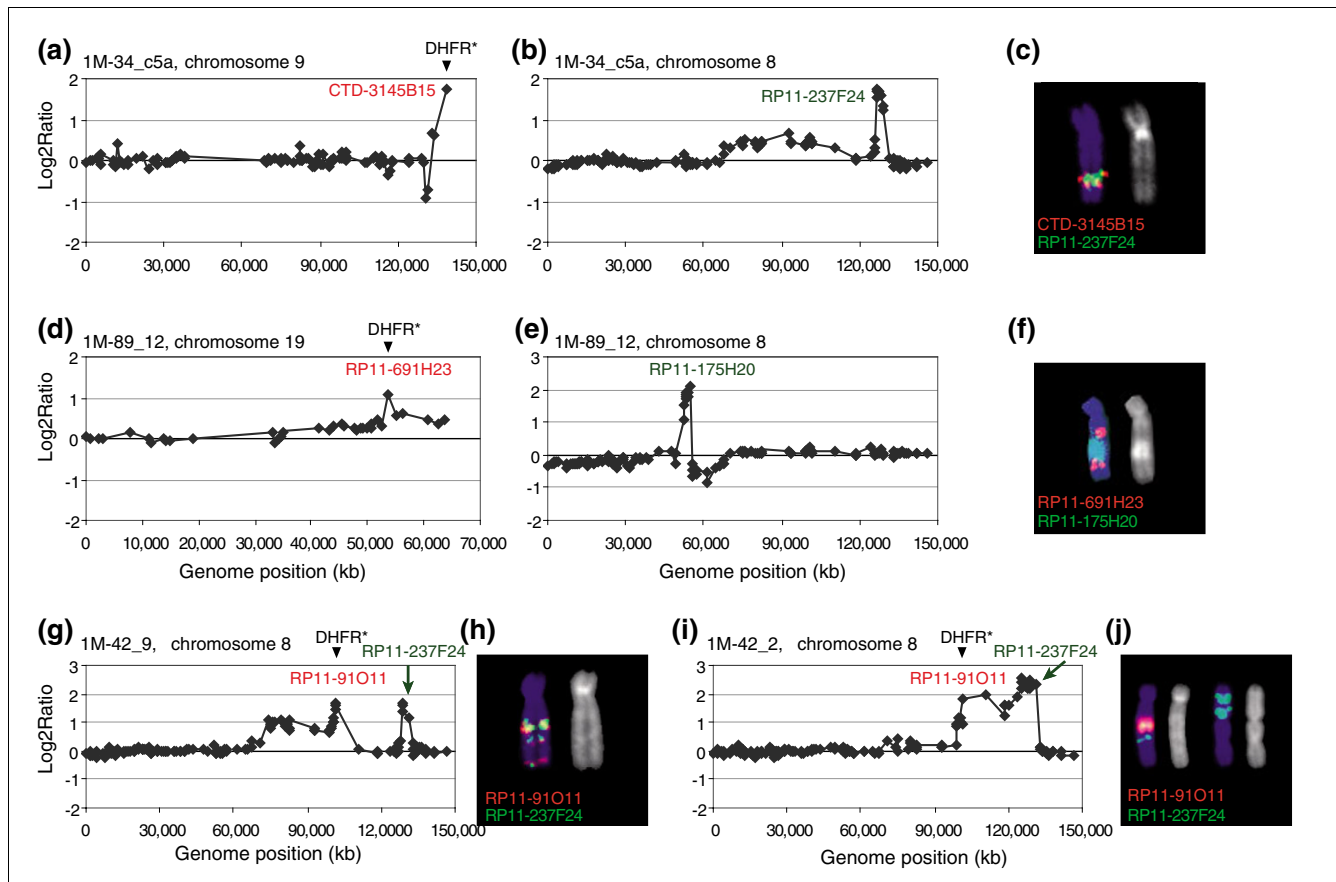 (a)
1M-34_c5a, chromosome 9
DHFR*
CTD-3145B15
Log2Ratio
2
1
0
-1
-2
0 30,000 60,000 90,000 120,000 150,000
(b)
1M-34_c5a, chromosome 8
RP11-237F24
2
1
0
-1
-2
0 30,000 60,000 90,000 120,000 150,000
(c)
CTD-3145B15
RP11-237F24
(d)
1M-89_12, chromosome 19
DHFR*
RP11-691H23
Log2Ratio
2
1
0
-1
-2
0 10,000 20,000 30,000 40,000 50,000 60,000 70,000
Genome position (kb)
(e)
1M-89_12, chromosome 8
RP11-175H20
3
2
1
0
-1
-2
0 30,000 60,000 90,000 120,000 150,000
Genome position (kb)
(f)
RP11-691H23
RP11-175H20
(g)
1M-42_9, chromosome 8
DHFR*
RP11-237F24
RP11-91O11
Log2Ratio
3
2
1
0
-1
-2
0 30,000 60,000 90,000 120,000 150,000
Genome position (kb)
(h)
RP11-91O11
RP11-237F24
(i)
1M-42_2, chromosome 8
DHFR*
RP11-237F24
RP11-91O11
3
2
1
0
-1
-2
0 30,000 60,000 90,000 120,000 150,000
Genome position (kb)
(j)
RP11-91O11
RP11-237F24